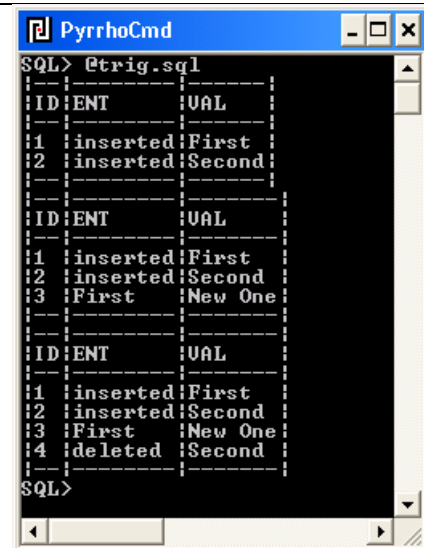 PyrrhoCmd
SQL> @trig.sql
|--|--------|------|
|ID|ENT     |VAL   |
|--|--------|------|
|1 |inserted|First |
|2 |inserted|Second|
|--|--------|------|
|--|--------|-------|
|ID|ENT     |VAL    |
|--|--------|-------|
|1 |inserted|First  |
|2 |inserted|Second |
|3 |First   |New One|
|--|--------|-------|
|--|--------|-------|
|ID|ENT     |VAL    |
|--|--------|-------|
|1 |inserted|First  |
|2 |inserted|Second |
|3 |First   |New One|
|4 |deleted |Second |
|--|--------|-------|
SQL>